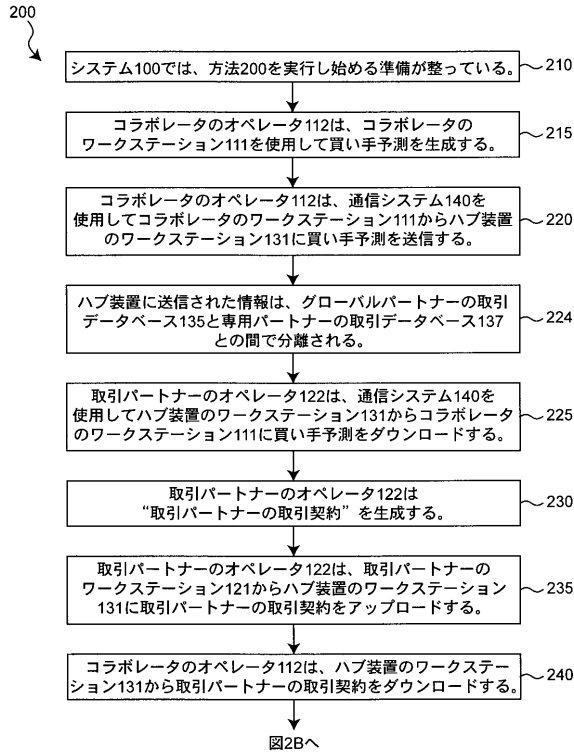 200
システム100では、方法200を実行し始める準備が整っている。
210
コラボレータのオペレータ112は、コラボレータの
ワークステーション111を使用して買い手予測を生成する。
215
コラボレータのオペレータ112は、通信システム140を
使用してコラボレータのワークステーション111からハブ装置
のワークステーション131に買い手予測を送信する。
220
ハブ装置に送信された情報は、グローバルパートナーの取引
データベース135と専用パートナーの取引データベース137
との間で分離される。
224
取引パートナーのオペレータ122は、通信システム140を
使用してハブ装置のワークステーション131からコラボレータ
のワークステーション111に買い手予測をダウンロードする。
225
取引パートナーのオペレータ122は
“取引パートナーの取引契約”を生成する。
230
取引パートナーのオペレータ122は、取引パートナーの
ワークステーション121からハブ装置のワークステーション
131に取引パートナーの取引契約をアップロードする。
235
コラボレータのオペレータ112は、ハブ装置のワークステー
ション131から取引パートナーの取引契約をダウンロードする。
240
図2Bへ